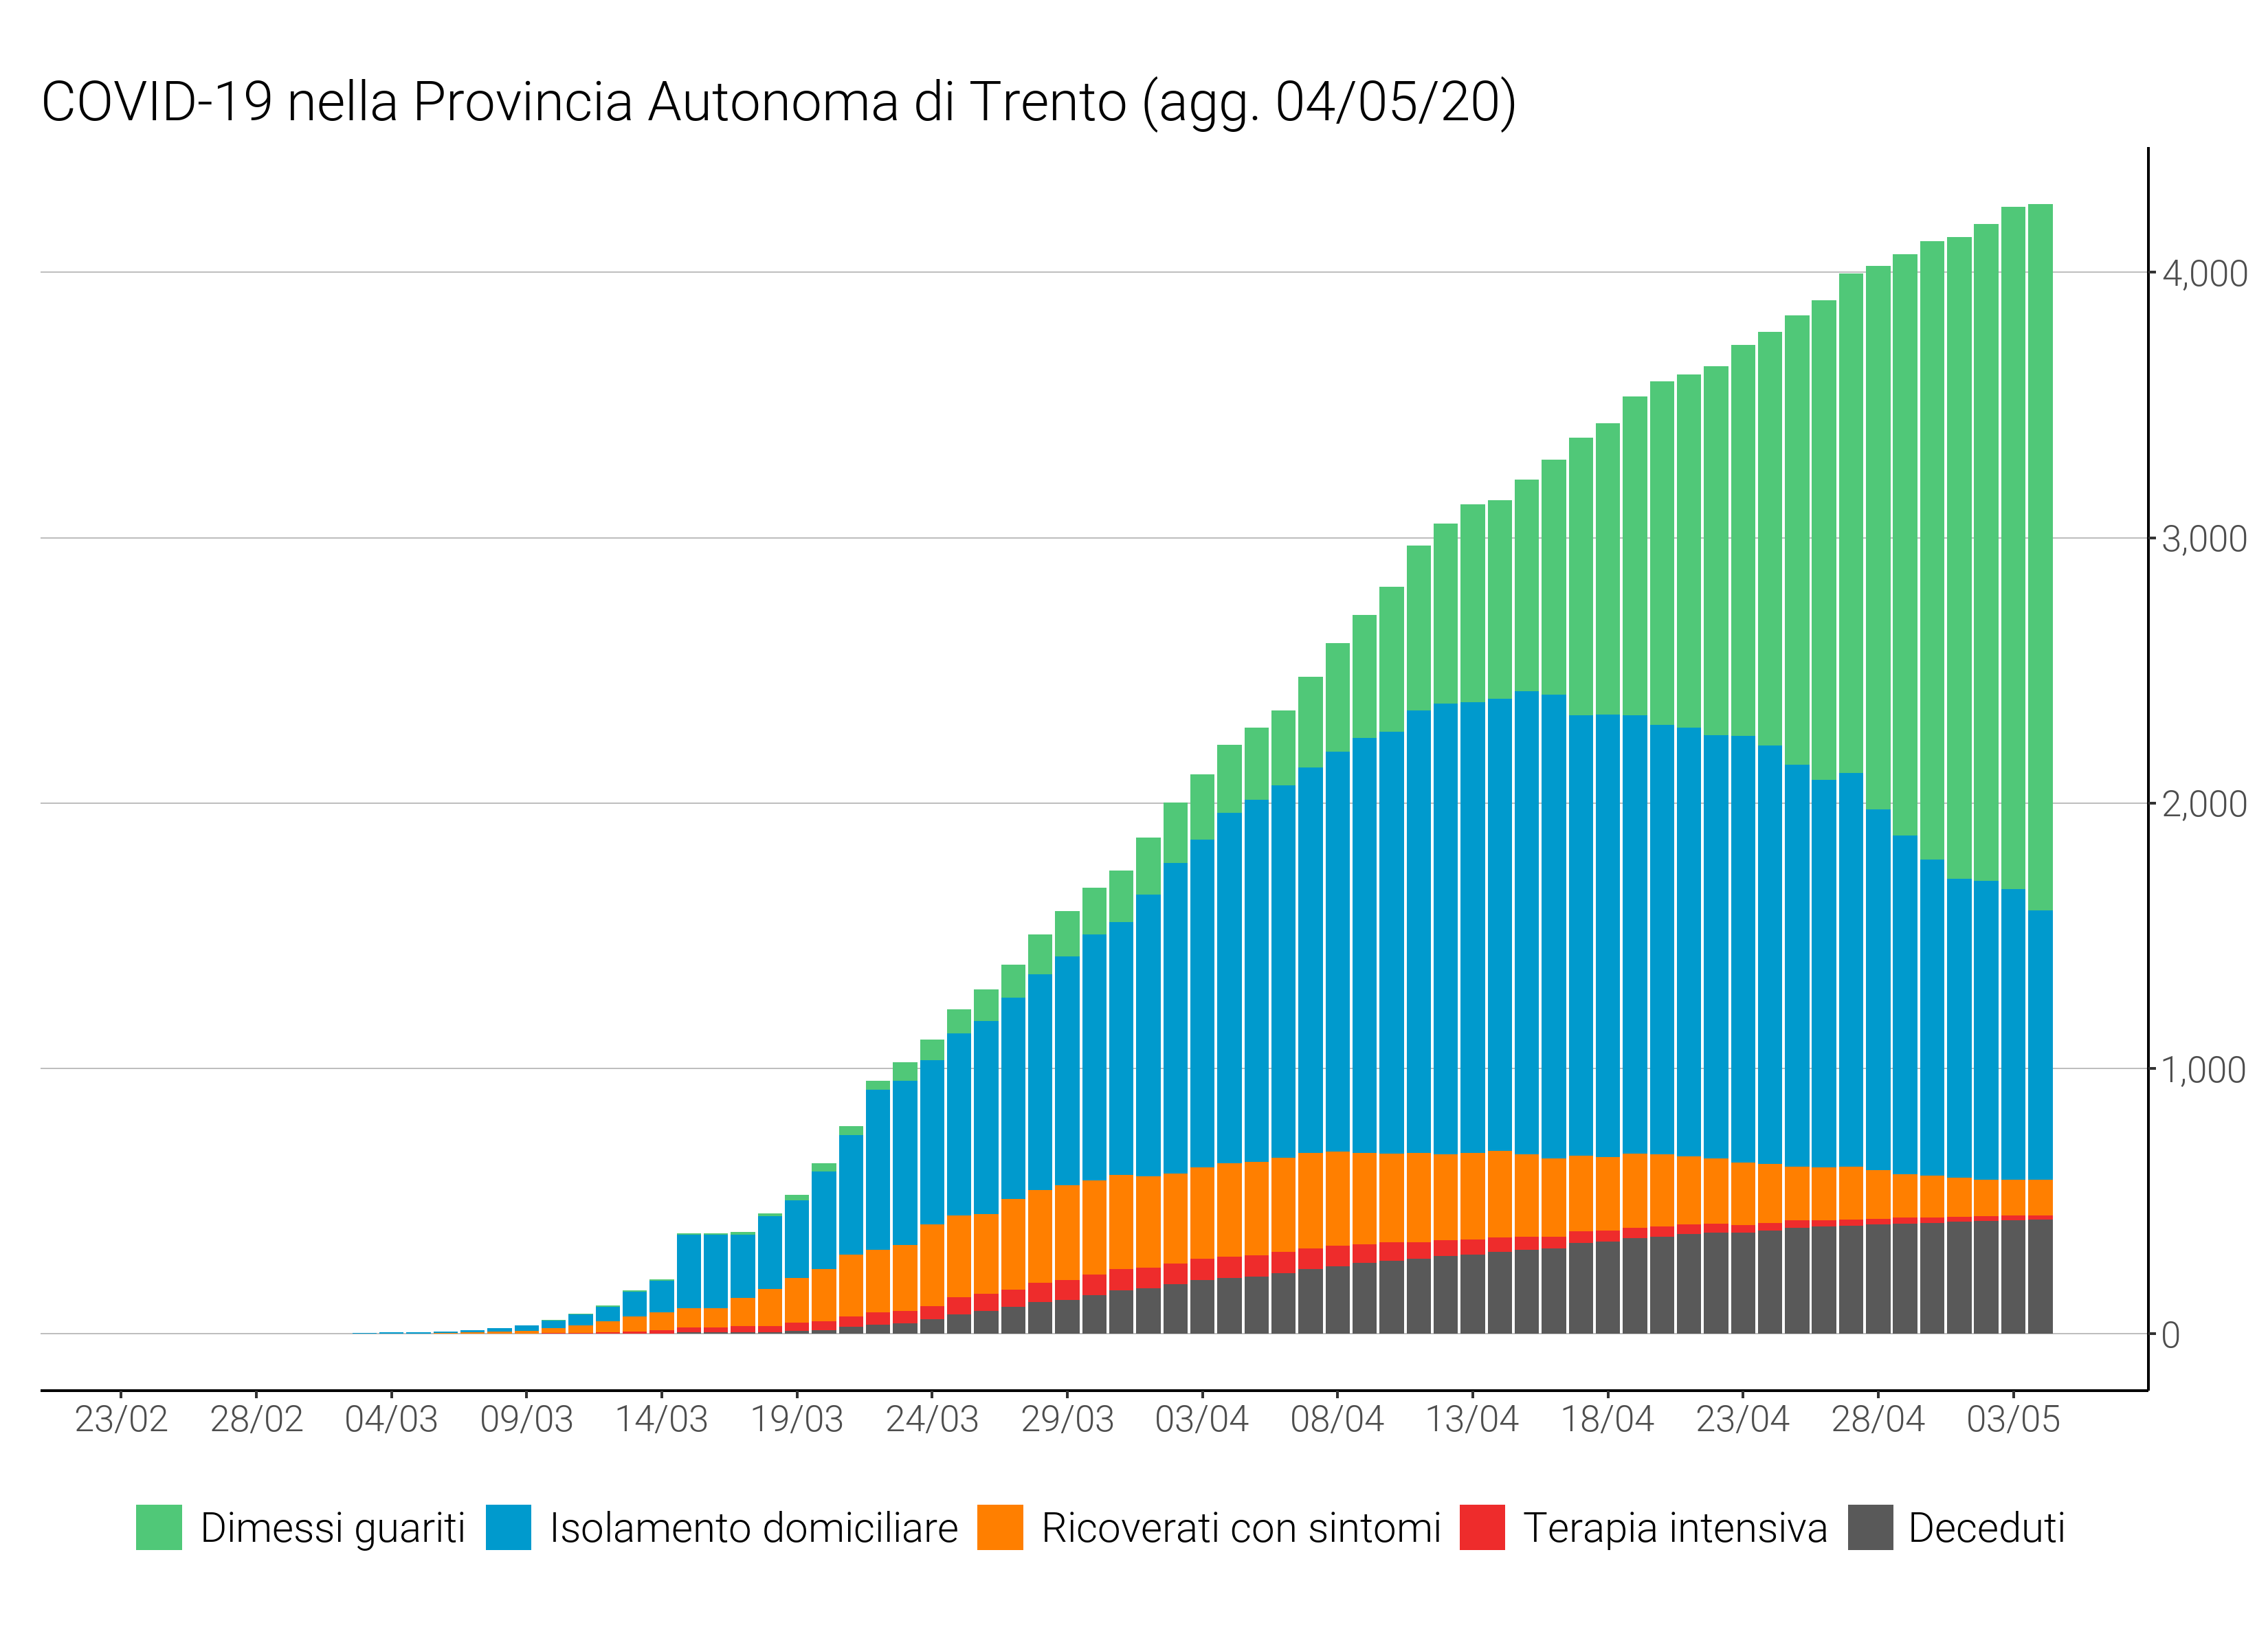 COVID-19 nella Provincia Autonoma di Trento (agg. 04/05/20)
4,000
3,000
2,000
1,000
0
23/02 28/02 04/03 09/03 14/03 19/03 24/03 29/03 03/04 08/04 13/04 18/04 23/04 28/04 03/05
Dimessi guariti Isolamento domiciliare Ricoverati con sintomi Terapia intensiva Deceduti